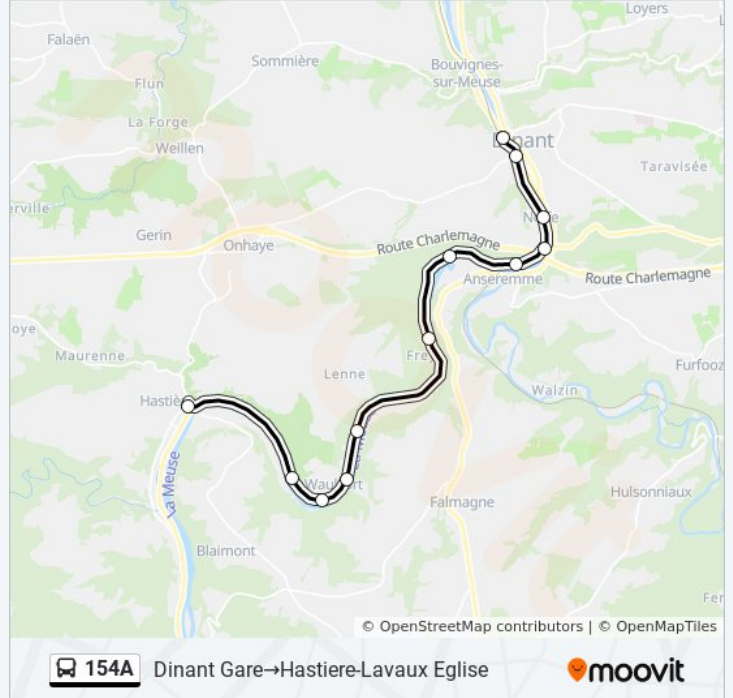 Loyers
Falaën
Sommière
Bouvignes-
sur-Meuse
Flun
La Forge
Weillen
Dinant
Taravisée
erville
Gerin
Onhaye
Route Charlemagne
Anseremme
Route Charlemagne
oye
Maurenne
Lenne
Furfooz
Hastiè
Walzin
La Meuse
Hulsonniaux
Falmagne
Blaimont
Fer
© OpenStreetMap contributors | © OpenMapTiles
154A Dinant Gare→Hastiere-Lavaux Eglise moovit